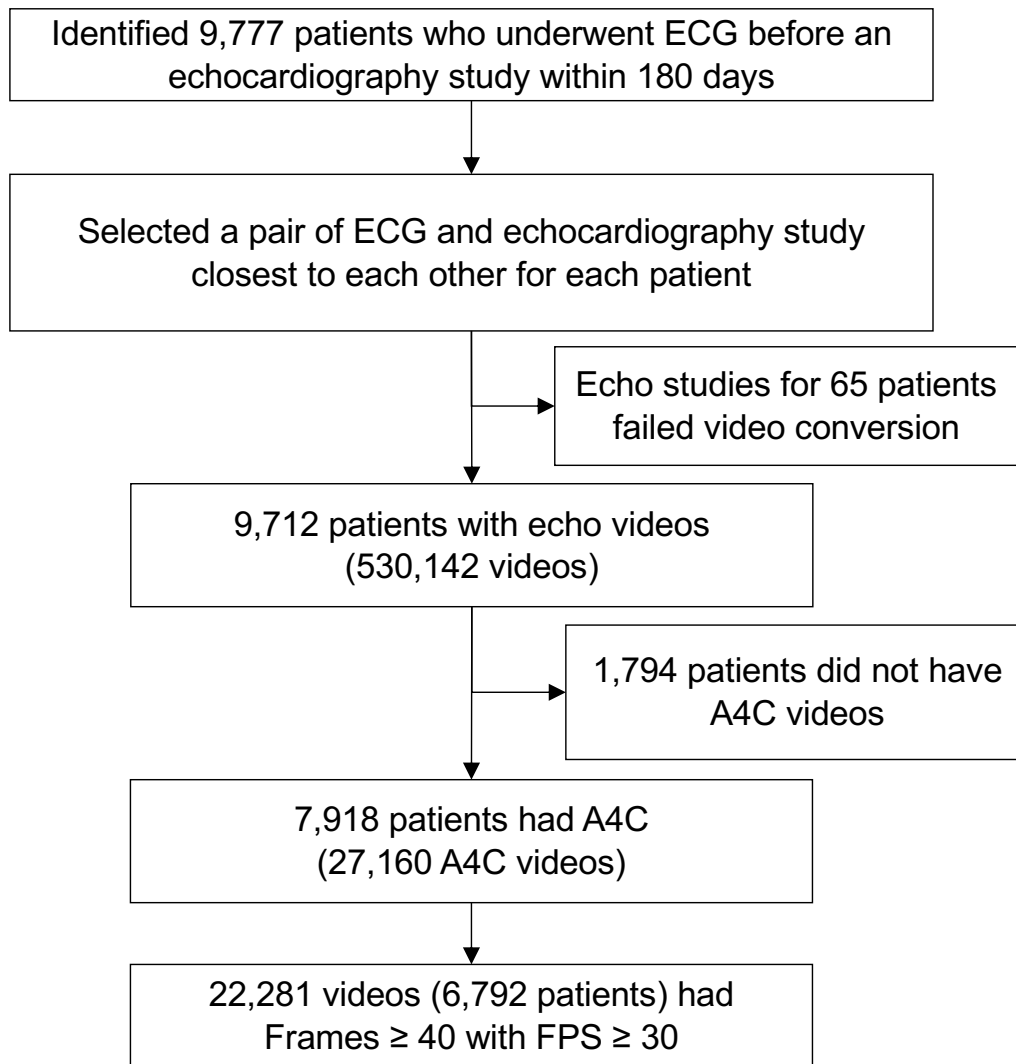 Identified 9,777 patients who underwent ECG before an
echocardiography study within 180 days
Selected a pair of ECG and echocardiography study
closest to each other for each patient
Echo studies for 65 patients
failed video conversion
9,712 patients with echo videos
(530,142 videos)
1,794 patients did not have
A4C videos
7,918 patients had A4C
(27,160 A4C videos)
22,281 videos (6,792 patients) had
Frames ≥ 40 with FPS ≥ 30